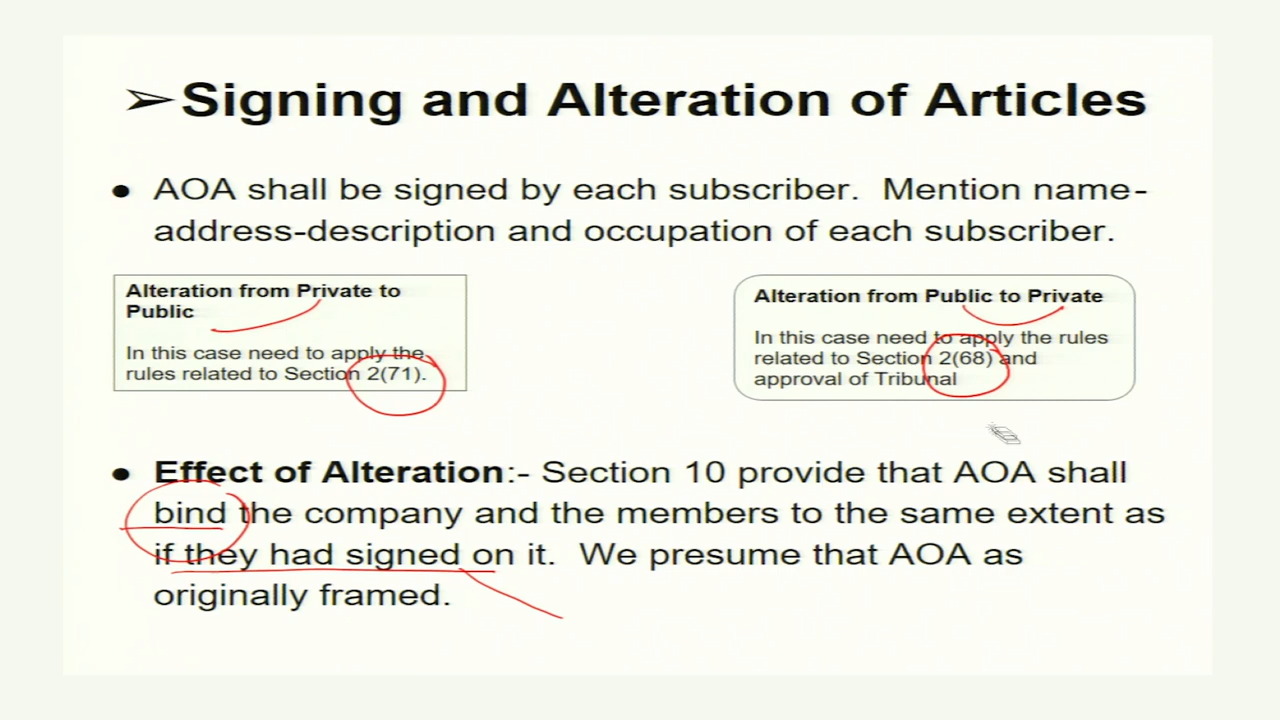 ➢Signing and Alteration of Articles
● AOA shall be signed by each subscriber. Mention name-
address-description and occupation of each subscriber.
Alteration from Private to
Public
In this case need to apply the
rules related to Section 2(71).
Alteration from Public to Private
In this case need to apply the rules
related to Section 2(68) and
approval of Tribunal
● Effect of Alteration:- Section 10 provide that AOA shall
bind the company and the members to the same extent as
if they had signed on it. We presume that AOA as
originally framed.